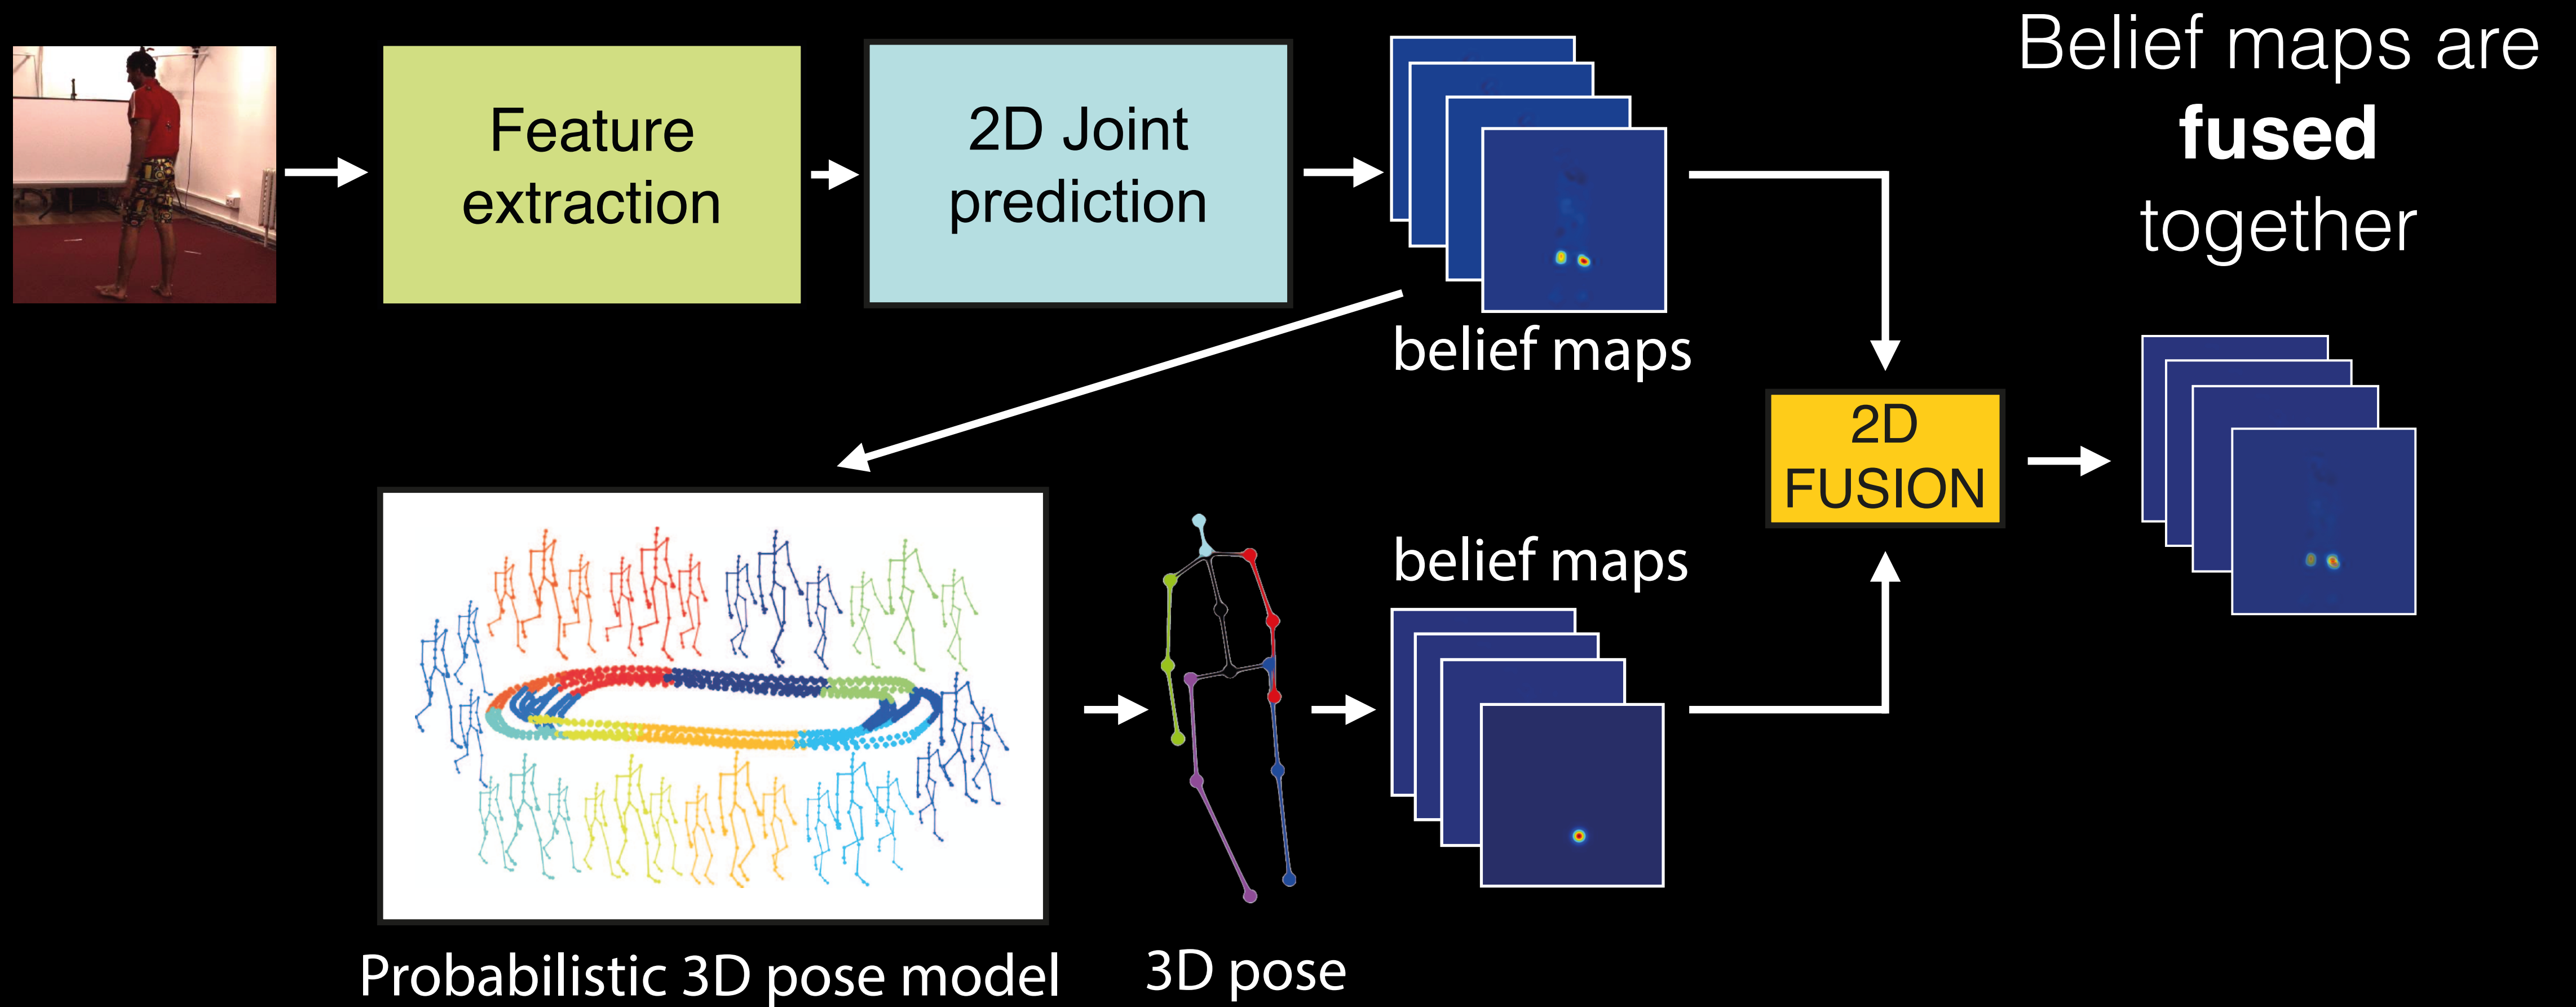 Feature
extraction
2D Joint
prediction
belief maps
Belief maps are
fused
together
2D
FUSION
belief maps
Probabilistic 3D pose model
3D pose